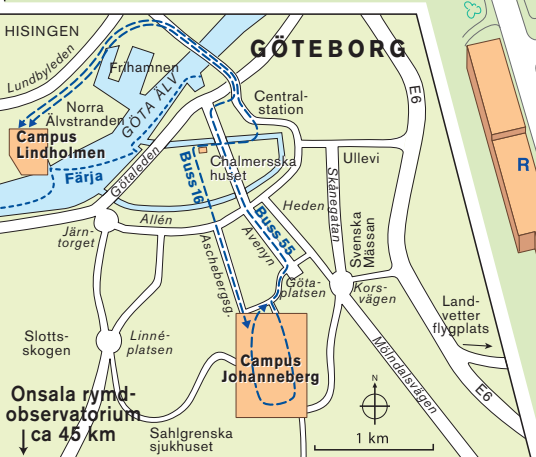 HISINGEN
GÖTEBORG
Lundbyleden
Frihamnen
GÖTA ÄLV
E6
R
Central-
station
Norra
Älvstranden
Campus
Lindholmen
Färja
Götaleden
Buss 16
Chalmersska
huset
Ullevi
Skånegatan
Heden
Buss 55
Svenska
Mässan
Allén
Järn-
torget
Aschebergsg.
Avenyn
Göta-
platsen
Kors-
vägen
Land-
vetter
flygplats
Slotts-
skogen
Linné-
platsen
Campus
Johanneberg
Mölndalsvägen
E6
Onsala rymd-
observatorium
ca 45 km
Sahlgrenska
sjukhuset
N
1 km